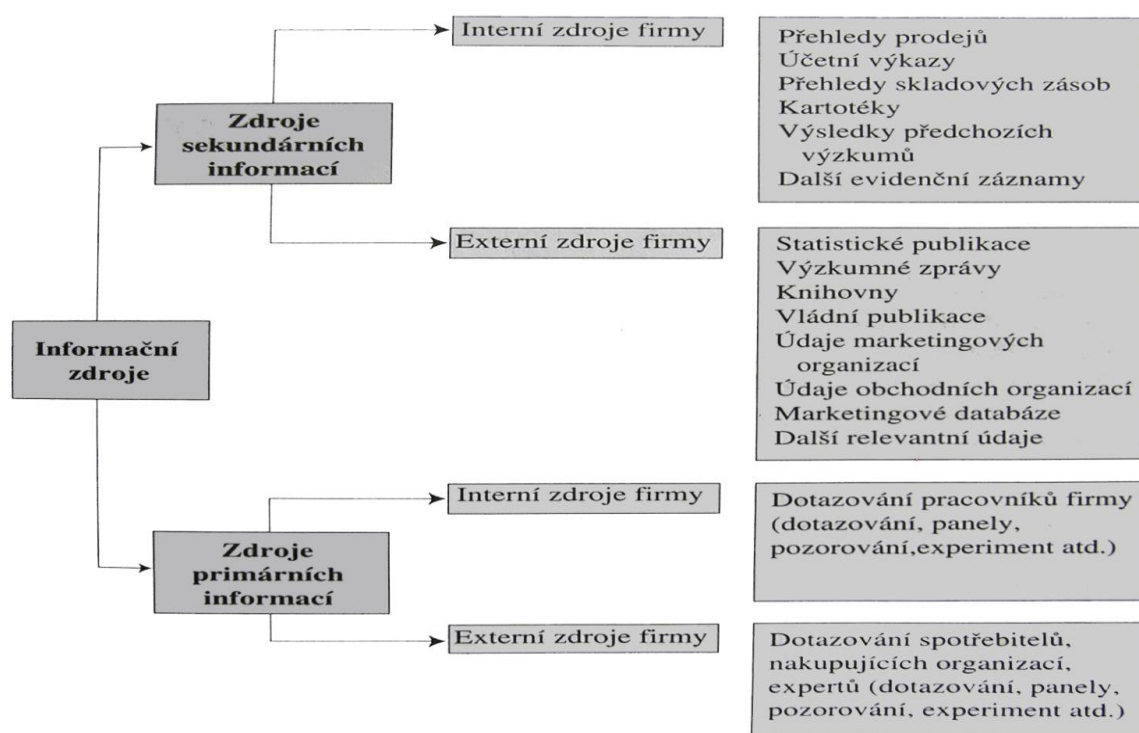 Informační
zdroje
Zdroje
sekundárních
informací
Interní zdroje firmy
Přehledy prodejů
Účetní výkazy
Přehledy skladových zásob
Kartotéky
Výsledky předchozích
výzkumů
Další evidenční záznamy
Externí zdroje firmy
Statistické publikace
Výzkumné zprávy
Knihovny
Vládní publikace
Údaje marketingových
organizací
Údaje obchodních organizací
Marketingové databáze
Další relevantní údaje
Zdroje
primárních
informací
Interní zdroje firmy
Dotazování pracovníků firmy
(dotazování, panely,
pozorování,experiment atd.)
Externí zdroje firmy
Dotazování spotřebitelů,
nakupujících organizací,
expertů (dotazování, panely,
pozorování, experiment atd.)